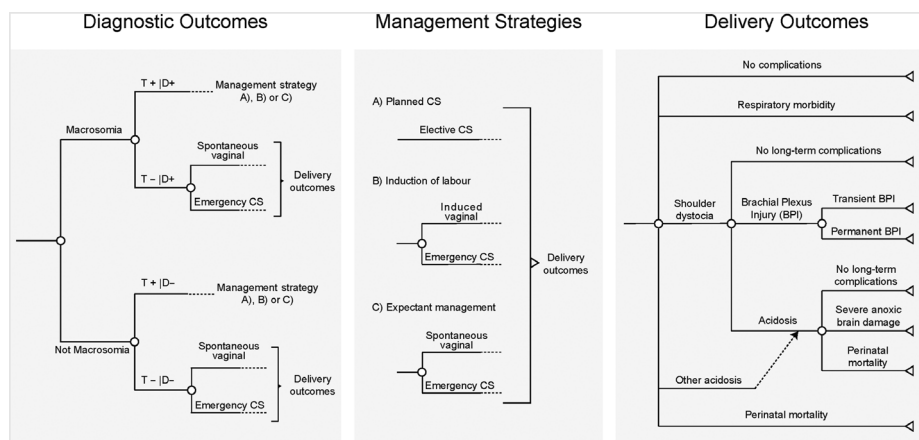 Diagnostic Outcomes
T + |D+
Management strategy
A), B) or C)
Macrosomia
Spontaneous
vaginal
T − |D+
Emergency CS
Delivery
outcomes
T + |D−
Management strategy
A), B) or C)
Not Macrosomia
Spontaneous
vaginal
T − |D−
Emergency CS
Delivery
outcomes
Management Strategies
A) Planned CS
Elective CS
B) Induction of labour
Induced
vaginal
Emergency CS
Delivery
outcomes
C) Expectant management
Spontaneous
vaginal
Emergency CS
Delivery Outcomes
No complications
Respiratory morbidity
No long-term complications
Shoulder
dystocia
Brachial Plexus
Injury (BPI)
Transient BPI
Permanent BPI
No long-term
complications
Acidosis
Severe anoxic
brain damage
Perinatal
mortality
Other acidosis
Perinatal mortality